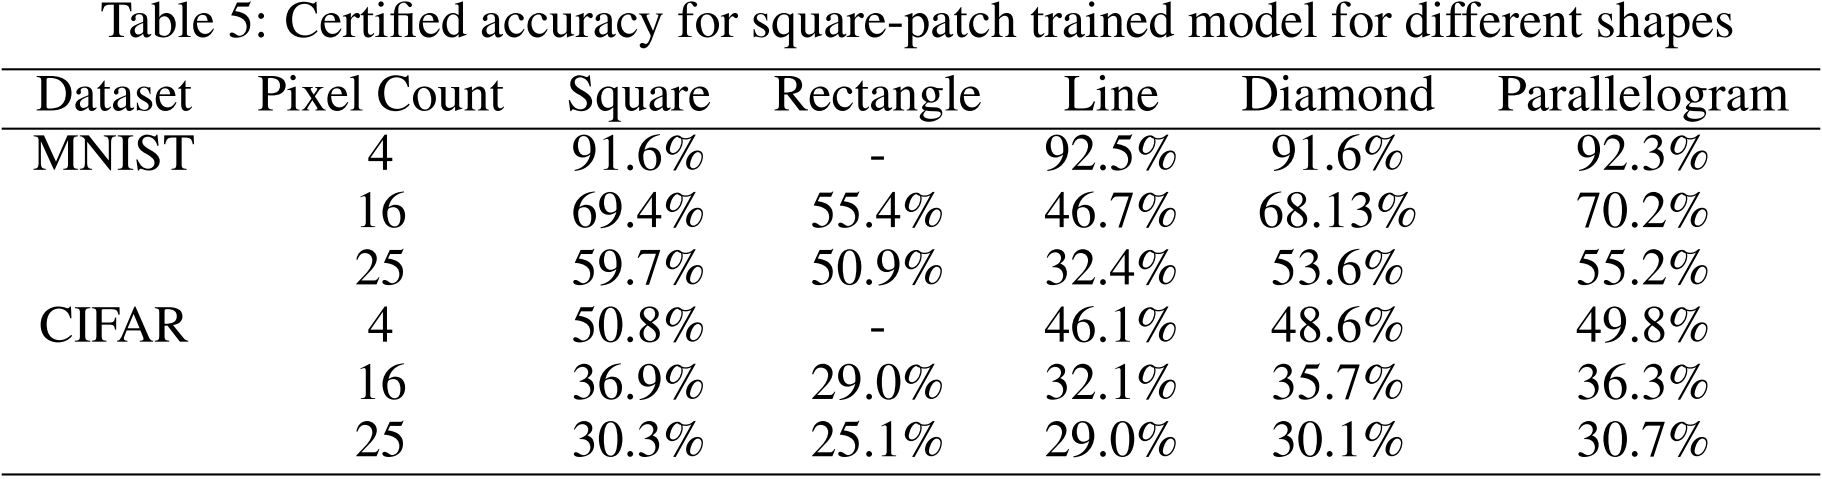 Table 5: Certified accuracy for square-patch trained model for different shapes
Dataset Pixel Count Square Rectangle Line Diamond Parallelogram
MNIST 4 91.6% - 92.5% 91.6% 92.3%
16 69.4% 55.4% 46.7% 68.13% 70.2%
25 59.7% 50.9% 32.4% 53.6% 55.2%
CIFAR 4 50.8% - 46.1% 48.6% 49.8%
16 36.9% 29.0% 32.1% 35.7% 36.3%
25 30.3% 25.1% 29.0% 30.1% 30.7%